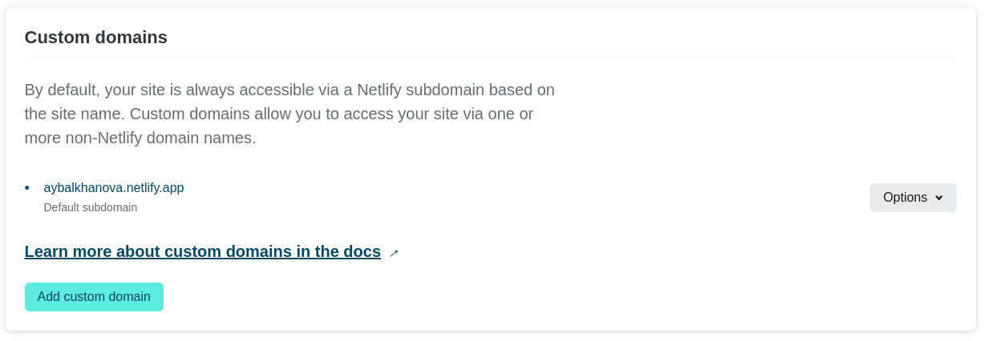 Custom domains
By default, your site is always accessible via a Netlify subdomain based on
the site name. Custom domains allow you to access your site via one or
more non-Netlify domain names.
• aybalkhanova.netlify.app
Options
Default subdomain
Learn more about custom domains in the docs ↗
Add custom domain